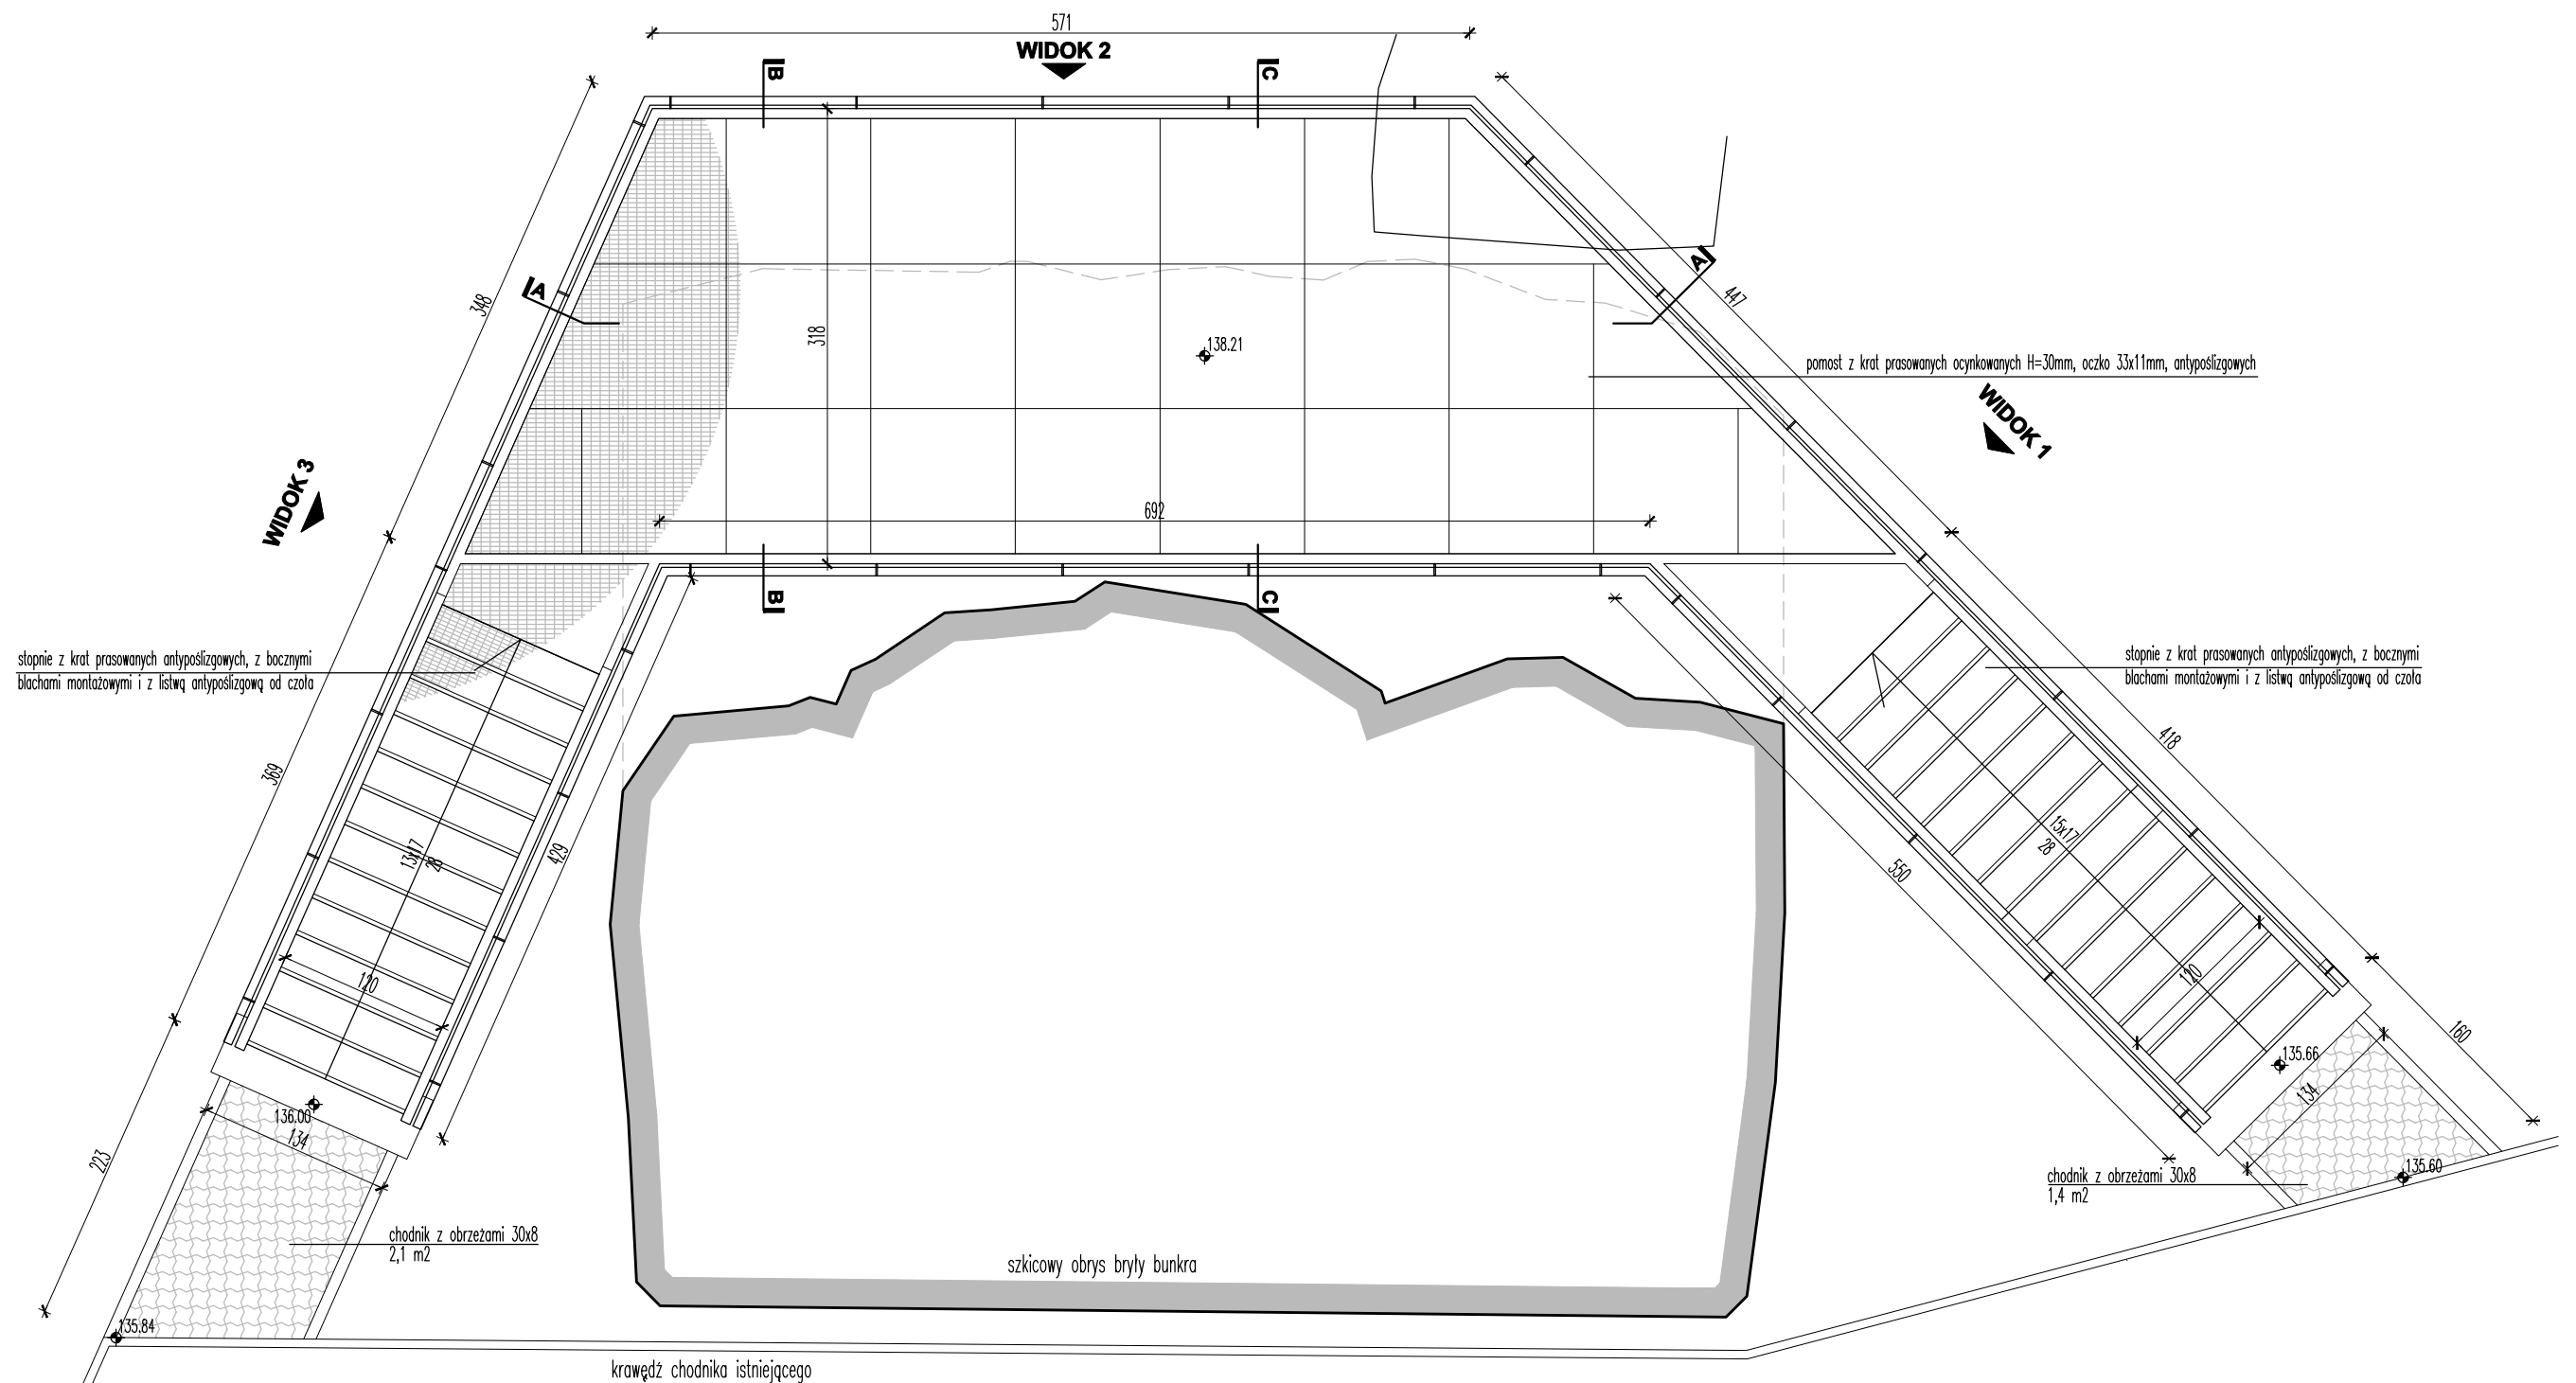 571
WIDOK 2
B
C
348
A
A
447
318
138.21
pomost z krat prasowanych ocynkowanych H=30mm, oczko 33x11mm, antypoślizgowych
WIDOK 1
WIDOK 3
692
B
C
stopnie z krat prasowanych antypoślizgowych, z bocznymi
blachami montażowymi i z listwą antypoślizgową od czoła
stopnie z krat prasowanych antypoślizgowych, z bocznymi
blachami montażowymi i z listwą antypoślizgową od czoła
418
369
13x17
28
429
15x17
28
550
120
120
160
135.66
134
136.00
134
223
chodnik z obrzeżami 30x8
1,4 m2
135.60
chodnik z obrzeżami 30x8
2,1 m2
szkicowy obrys bryły bunkra
135.84
krawędź chodnika istniejącego